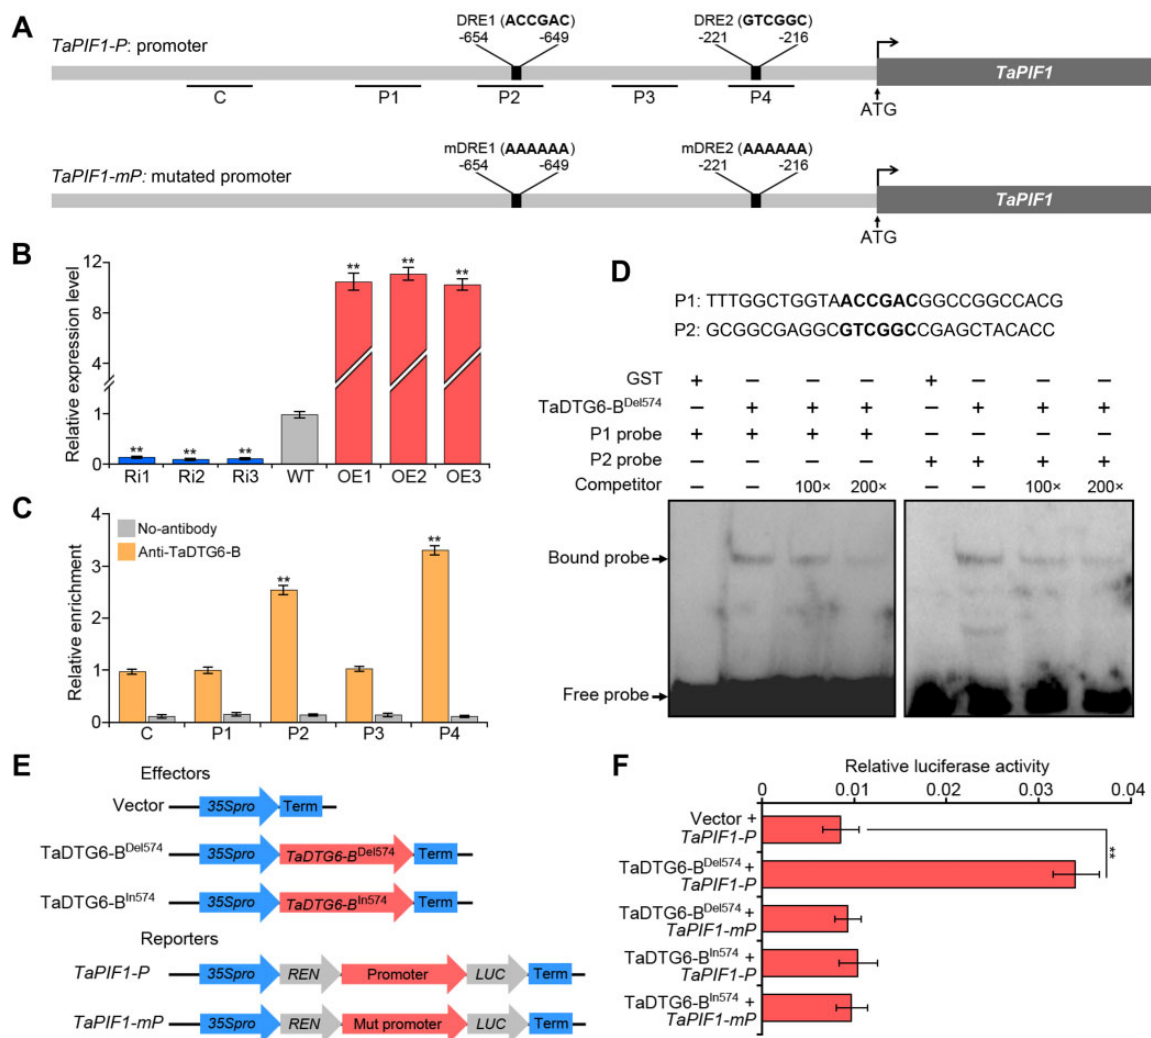 A
DRE1 (ACCGAC)
DRE2 (GTCGGC)
TaPIF1-P: promoter
-654
-649
-221
-216
TaPIF1
C
P1
P2
P3
P4
ATG
mDRE1 (AAAAAA)
mDRE2 (AAAAAA)
TaPIF1-mP: mutated promoter
-654
-649
-221
-216
TaPIF1
ATG
B
Relative expression level
12
8
4
1
0
**
**
**
**
**
**
Ri1
Ri2
Ri3
WT
OE1
OE2
OE3
C
Relative enrichment
4
3
2
1
0
No-antibody
Anti-TaDTG6-B
**
**
C
P1
P2
P3
P4
D
P1: TTTGGCTGGTAACCGACGGCCGGCCACG
P2: GCGGCGAGGCGTCGGCCGAGCTACACC
GST + − − − + − − −
TaDTG6-B^Del574 − + + + − + + +
P1 probe + + + + − − − −
P2 probe − − − − + + + +
Competitor − − 100× 200× − − 100× 200×
Bound probe
Free probe
E
Effectors
Vector
35Spro
Term
TaDTG6-B^Del574
35Spro
TaDTG6-B^Del574
Term
TaDTG6-B^In574
35Spro
TaDTG6-B^In574
Term
Reporters
TaPIF1-P
35Spro
REN
Promoter
LUC
Term
TaPIF1-mP
35Spro
REN
Mut promoter
LUC
Term
F
Relative luciferase activity
0
0.01
0.03
0.04
Vector +
TaPIF1-P
TaDTG6-B^Del574 +
TaPIF1-P
TaDTG6-B^Del574 +
TaPIF1-mP
TaDTG6-B^In574 +
TaPIF1-P
TaDTG6-B^In574 +
TaPIF1-mP
**